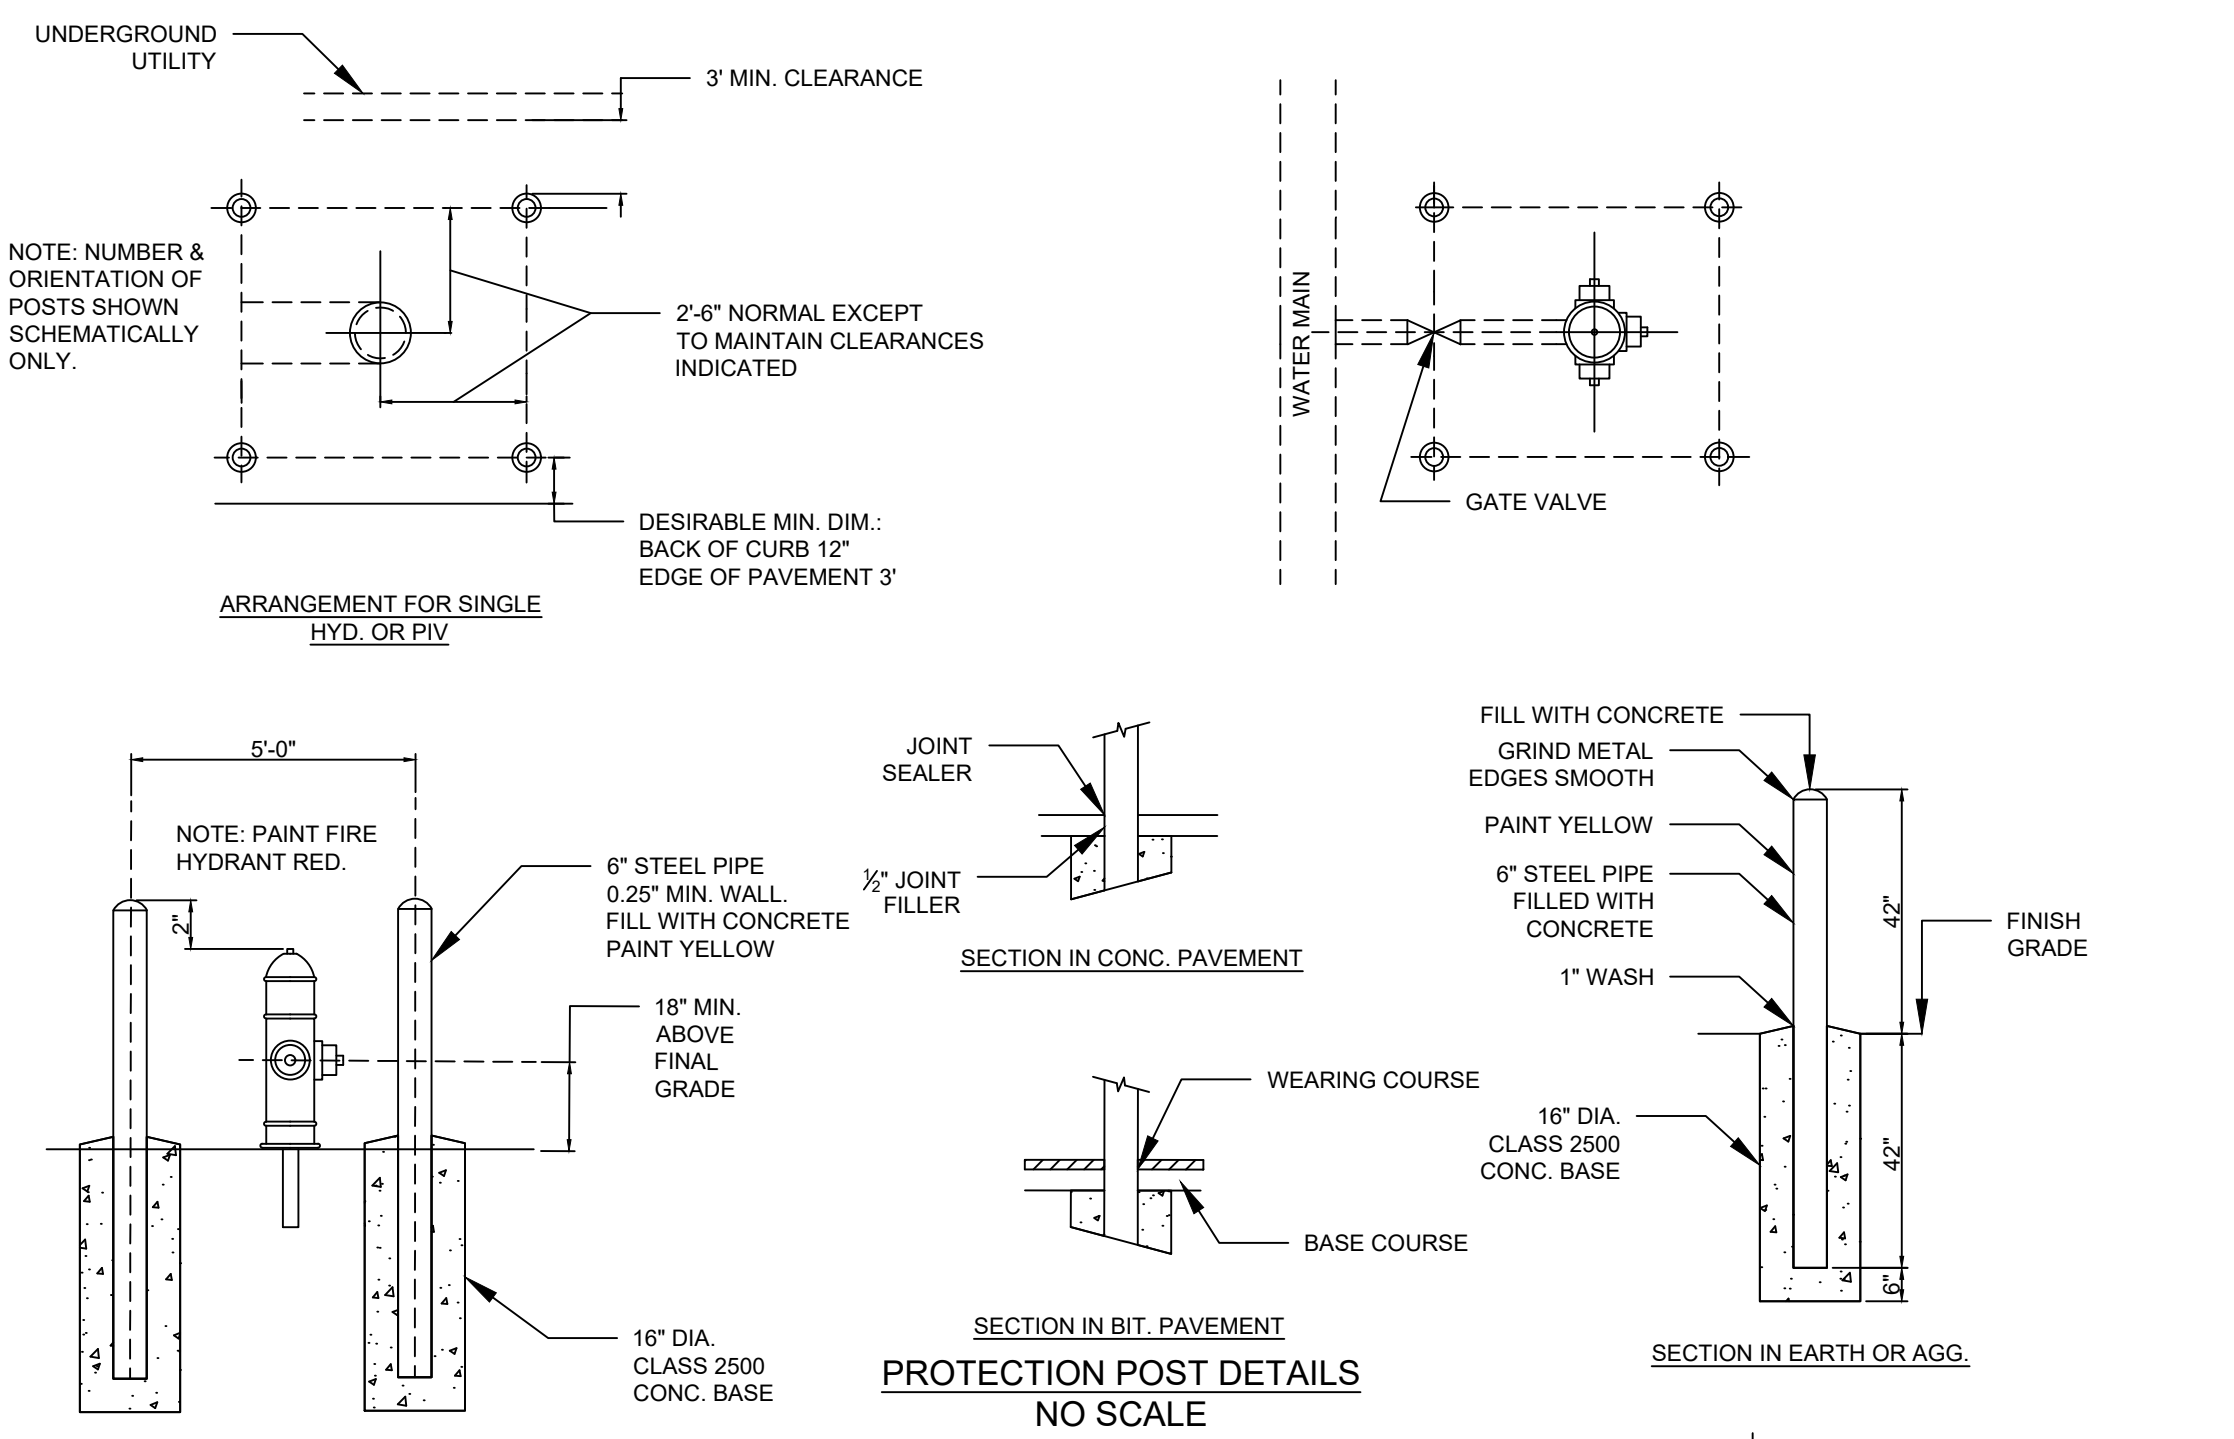 UNDERGROUND
UTILITY
3' MIN. CLEARANCE
NOTE: NUMBER &
ORIENTATION OF
POSTS SHOWN
SCHEMATICALLY
ONLY.
2'-6" NORMAL EXCEPT
TO MAINTAIN CLEARANCES
INDICATED
DESIRABLE MIN. DIM.:
BACK OF CURB 12"
EDGE OF PAVEMENT 3'
ARRANGEMENT FOR SINGLE
HYD. OR PIV
WATER MAIN
GATE VALVE
5'-0"
NOTE: PAINT FIRE
HYDRANT RED.
2"
6" STEEL PIPE
0.25" MIN. WALL.
FILL WITH CONCRETE
PAINT YELLOW
18" MIN.
ABOVE
FINAL
GRADE
16" DIA.
CLASS 2500
CONC. BASE
JOINT
SEALER
½" JOINT
FILLER
SECTION IN CONC. PAVEMENT
WEARING COURSE
BASE COURSE
SECTION IN BIT. PAVEMENT
PROTECTION POST DETAILS
NO SCALE
FILL WITH CONCRETE
GRIND METAL
EDGES SMOOTH
PAINT YELLOW
6" STEEL PIPE
FILLED WITH
CONCRETE
1" WASH
42"
FINISH
GRADE
16" DIA.
CLASS 2500
CONC. BASE
42"
6"
SECTION IN EARTH OR AGG.